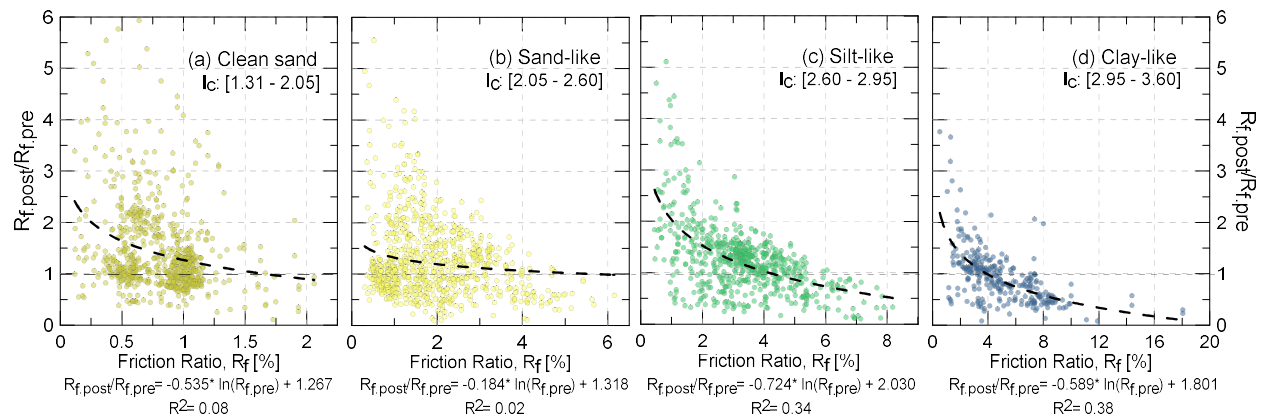 (a) Clean sand
Ic: [1.31 - 2.05]
(b) Sand-like
Ic: [2.05 - 2.60]
(c) Silt-like
Ic: [2.60 - 2.95]
(d) Clay-like
Ic: [2.95 - 3.60]
Rf.post/Rf.pre
6
5
4
3
2
1
0
0 0.5 1 1.5 2
0 2 4 6
0 2 4 6 8
0 4 8 12 16 20
6
5
4
3
2
1
0
Rf.post/Rf.pre
Friction Ratio, Rf [%]
Friction Ratio, Rf [%]
Friction Ratio, Rf [%]
Friction Ratio, Rf [%]
Rf.post/Rf.pre= -0.535* ln(Rf.pre) + 1.267
R2= 0.08
Rf.post/Rf.pre= -0.184* ln(Rf.pre) + 1.318
R2= 0.02
Rf.post/Rf.pre= -0.724* ln(Rf.pre) + 2.030
R2= 0.34
Rf.post/Rf.pre= -0.589* ln(Rf.pre) + 1.801
R2= 0.38